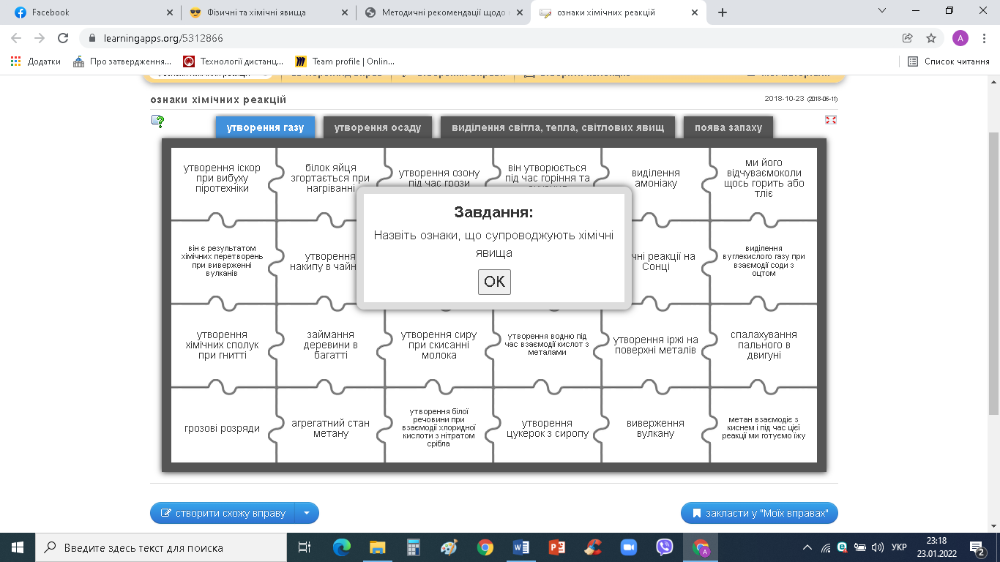 Facebook
Фізичні та хімічні явища
Методичні рекомендації щодо
ознаки хімічних реакцій
learningapps.org/5312866
A
Додатки
Про затвердження...
Технології дистанц...
Team profile | Onlin...
Список читання
ознаки хімічних реакцій
2018-10-23 (2018-06-11)
утворення газу
утворення осаду
виділення світла, тепла, світлових явищ
поява запаху
утворення іскор
при вибуху
піротехніки
білок яйця
згортається при
нагріванні
утворення озону
під час грози
він утворюється
під час горіння та
виділення
амоніаку
ми його
відчуваємоколи
щось горить або
тліє
Завдання:
Назвіть ознаки, що супроводжують хімічні
явища
OK
він є результатом
хімічних перетворень
при виверженні
вулканів
утворення
накипу в чайн
чні реакції на
Сонці
виділення
вуглекислого газу при
взаємодії соди з
оцтом
утворення
хімічних сполук
при гнитті
займання
деревини в
багатті
утворення сиру
при скисанні
молока
утворення водню під
час взаємодії кислот з
металами
утворення іржі на
поверхні металів
спалахування
пального в
двигуні
грозові розряди
агрегатний стан
метану
утворення білої
речовини при
взаємодії хлоридної
кислоти з нітратом
срібла
утворення
цукерок з сиропу
виверження
вулкану
метан взаємодіє з
киснем і під час цієї
реакції ми готуємо їжу
створити схожу вправу
закласти у "Моїх вправах"
Введите здесь текст для поиска
УКР
23:18
23.01.2022
2